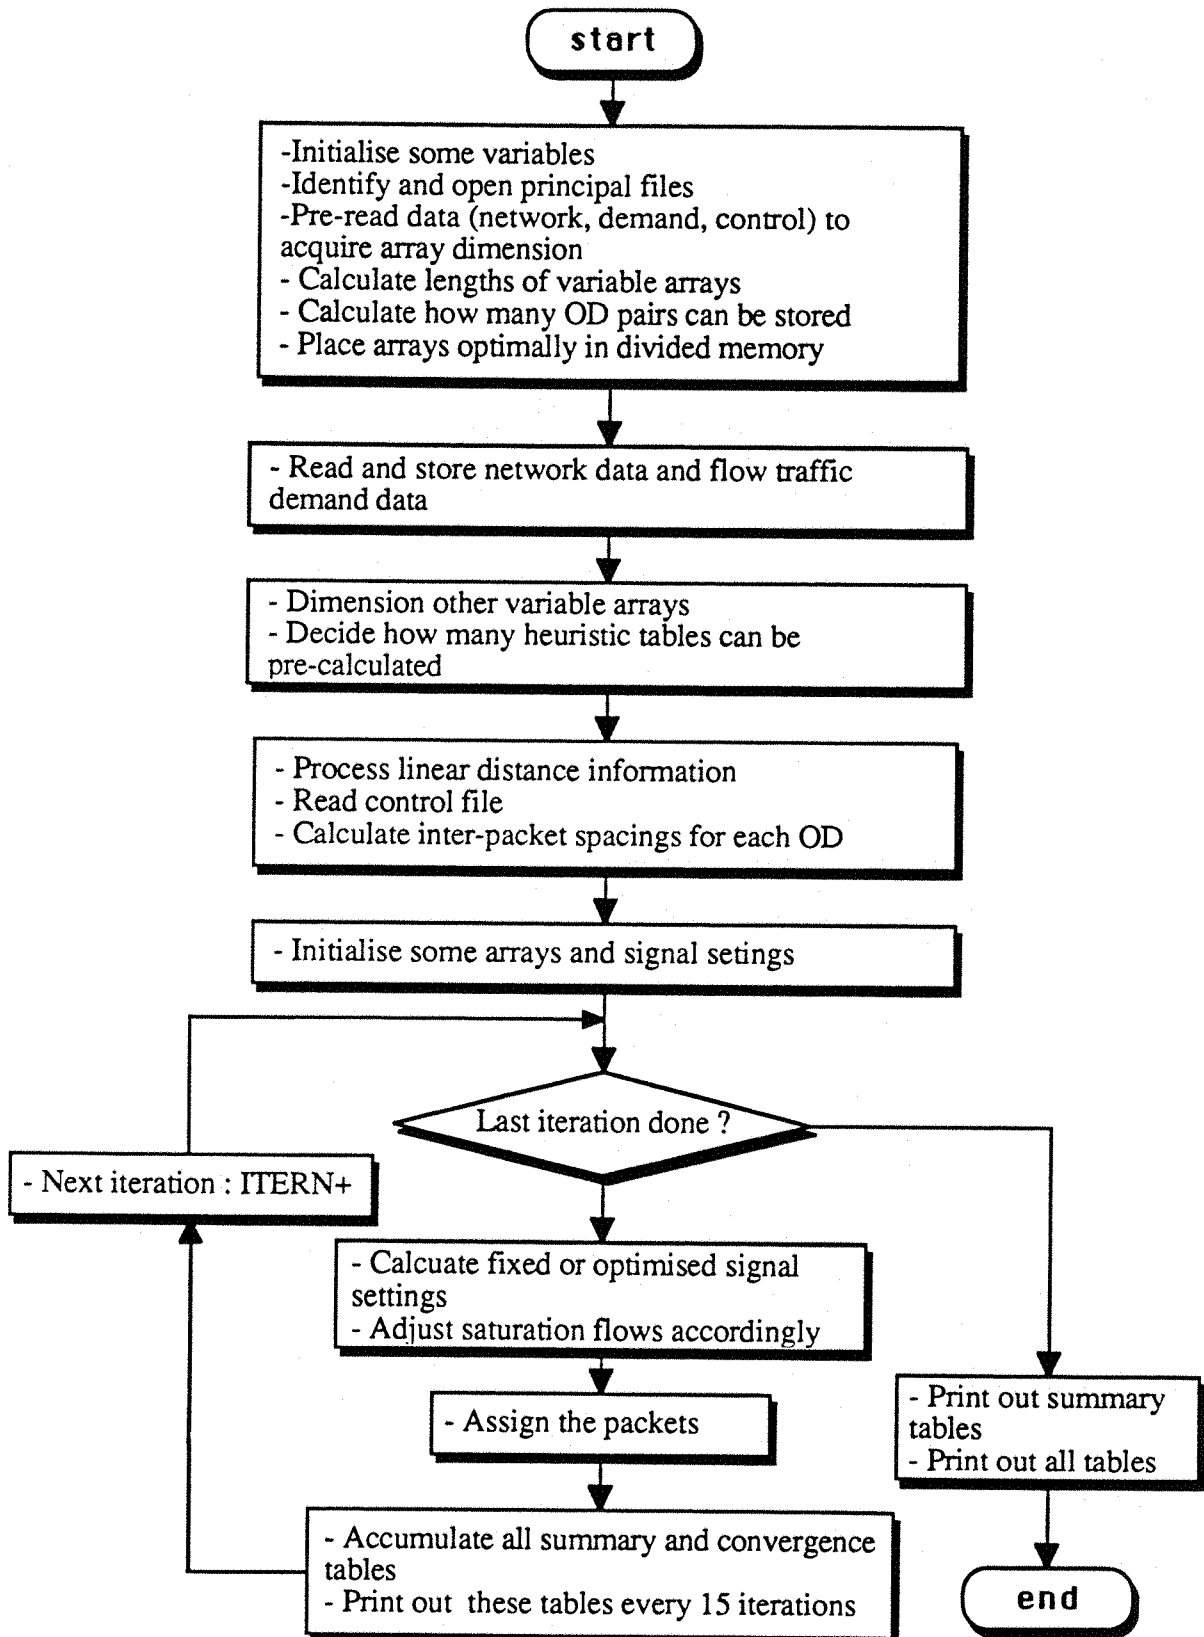 start
-Initialise some variables
-Identify and open principal files
-Pre-read data (network, demand, control) to
acquire array dimension
- Calculate lengths of variable arrays
- Calculate how many OD pairs can be stored
- Place arrays optimally in divided memory
- Read and store network data and flow traffic
demand data
- Dimension other variable arrays
- Decide how many heuristic tables can be
pre-calculated
- Process linear distance information
- Read control file
- Calculate inter-packet spacings for each OD
- Initialise some arrays and signal setings
Last iteration done ?
- Next iteration : ITERN+
- Calcuate fixed or optimised signal
settings
- Adjust saturation flows accordingly
- Assign the packets
- Accumulate all summary and convergence
tables
- Print out these tables every 15 iterations
- Print out summary
tables
- Print out all tables
end